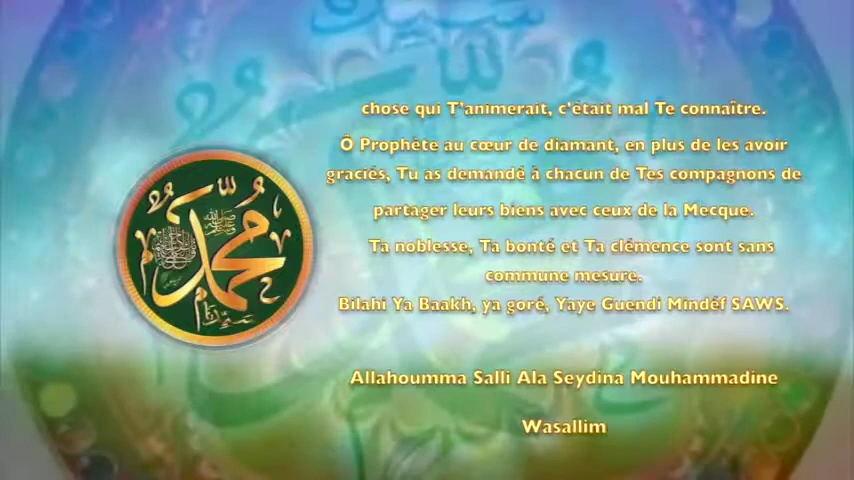 chose qui T'animerait, c'était mal Te connaître.
Ô Prophète au cœur de diamant, en plus de les avoir
graciés, Tu as demandé à chacun de Tes compagnons de
partager leurs biens avec ceux de la Mecque.
Ta noblesse, Ta bonté et Ta clémence sont sans
commune mesure.
Bilahi Ya Baakh, ya goré, Yaye Guendi Mindéf SAWS.
Allahoumma Salli Ala Seydina Mouhammadine
Wasallim
محمد